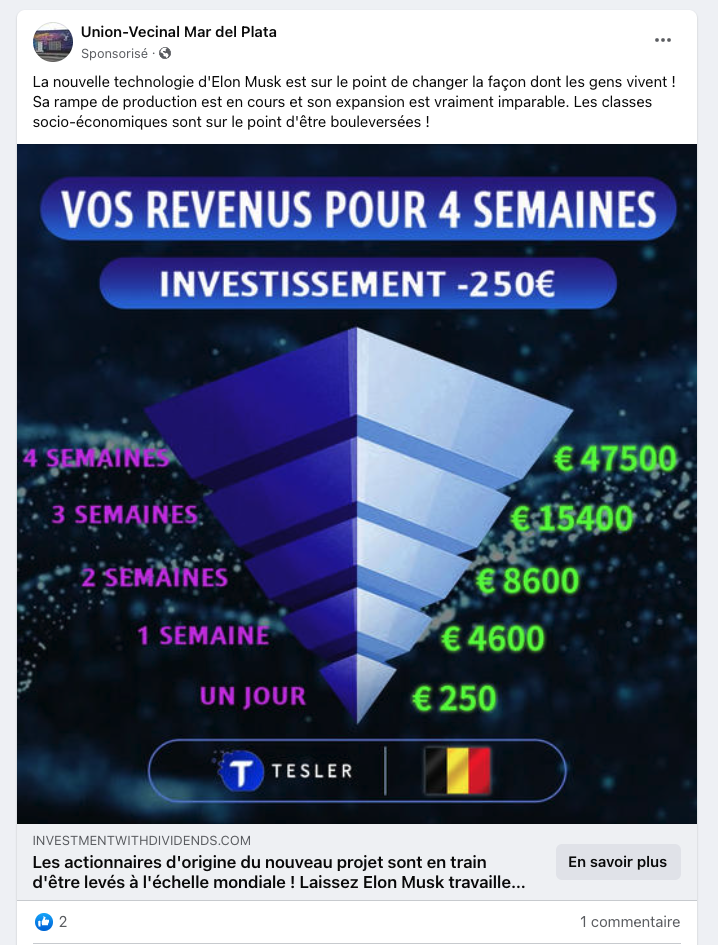 Union-Vecinal Mar del Plata
Sponsorisé ·
La nouvelle technologie d'Elon Musk est sur le point de changer la façon dont les gens vivent !
Sa rampe de production est en cours et son expansion est vraiment imparable. Les classes
socio-économiques sont sur le point d'être bouleversées !
VOS REVENUS POUR 4 SEMAINES
INVESTISSEMENT -250€
4 SEMAINES € 47500
3 SEMAINES € 15400
2 SEMAINES € 8600
1 SEMAINE € 4600
UN JOUR € 250
T TESLER
INVESTMENTWITHDIVIDENDS.COM
Les actionnaires d'origine du nouveau projet sont en train
d'être levés à l'échelle mondiale ! Laissez Elon Musk travaille...
En savoir plus
2
1 commentaire